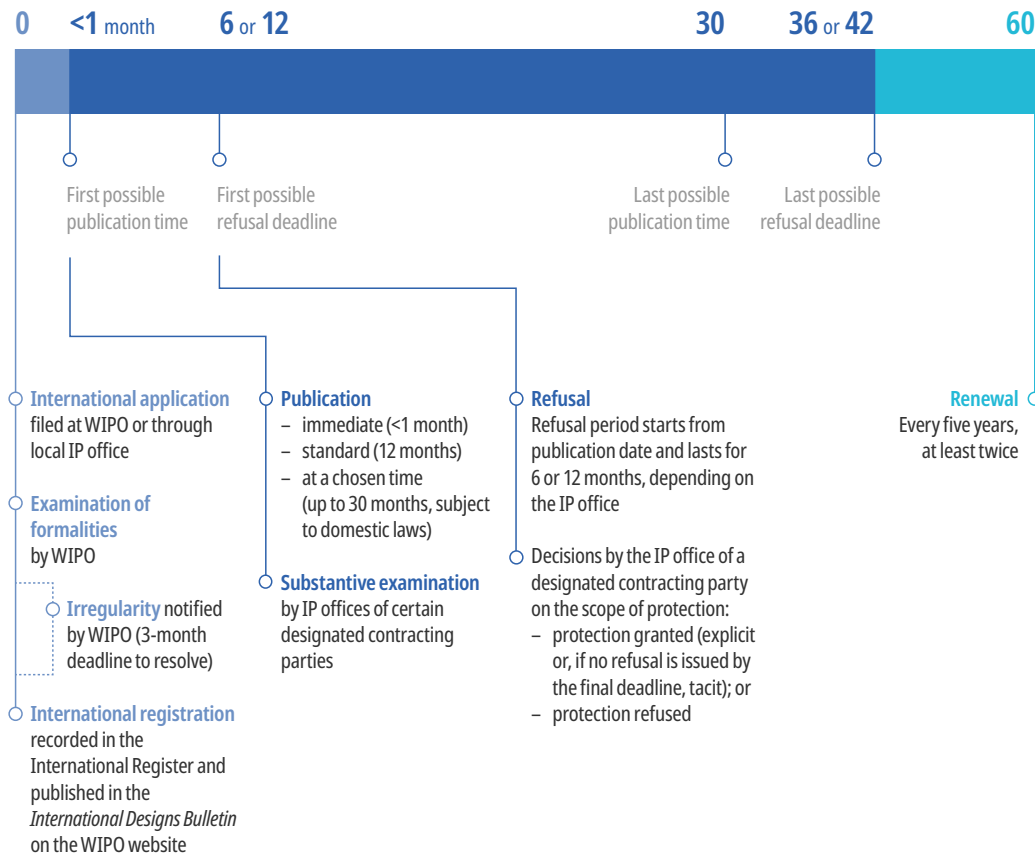 0 <1 month 6 or 12 30 36 or 42 60
First possible
publication time
First possible
refusal deadline
Last possible
publication time
Last possible
refusal deadline
International application
filed at WIPO or through
local IP office
Examination of
formalities
by WIPO
Irregularity notified
by WIPO (3-month
deadline to resolve)
International registration
recorded in the
International Register and
published in the
International Designs Bulletin
on the WIPO website
Publication
– immediate (<1 month)
– standard (12 months)
– at a chosen time
(up to 30 months, subject
to domestic laws)
Substantive examination
by IP offices of certain
designated contracting
parties
Refusal
Refusal period starts from
publication date and lasts for
6 or 12 months, depending on
the IP office
Decisions by the IP office of a
designated contracting party
on the scope of protection:
– protection granted (explicit
or, if no refusal is issued by
the final deadline, tacit); or
– protection refused
Renewal
Every five years,
at least twice